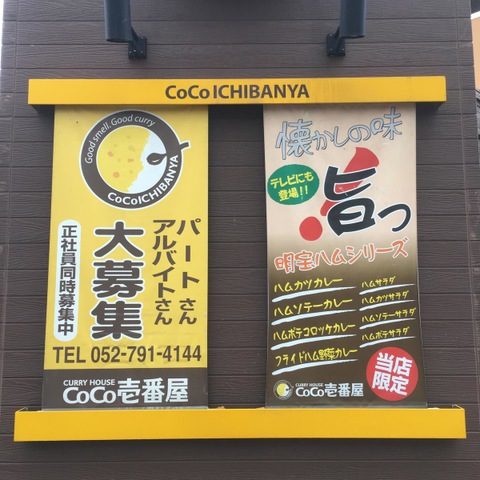 CoCo ICHIBANYA
Good smell. Good curry
CoCo ICHIBANYA
パートさん
アルバイトさん
大募集
正社員同時募集中
TEL 052-791-4144
CURRY HOUSE
CoCo壱番屋
懐かしの味
テレビにも
登場!!
旨っ
明宝ハムシリーズ
ハムカツカレー
ハムソテーカレー
ハムポテコロッケカレー
フライドハム野菜カレー
ハムサラダ
ハムカツサラダ
ハムソテーサラダ
ハムポテサラダ
当店
限定
CURRY HOUSE
CoCo壱番屋